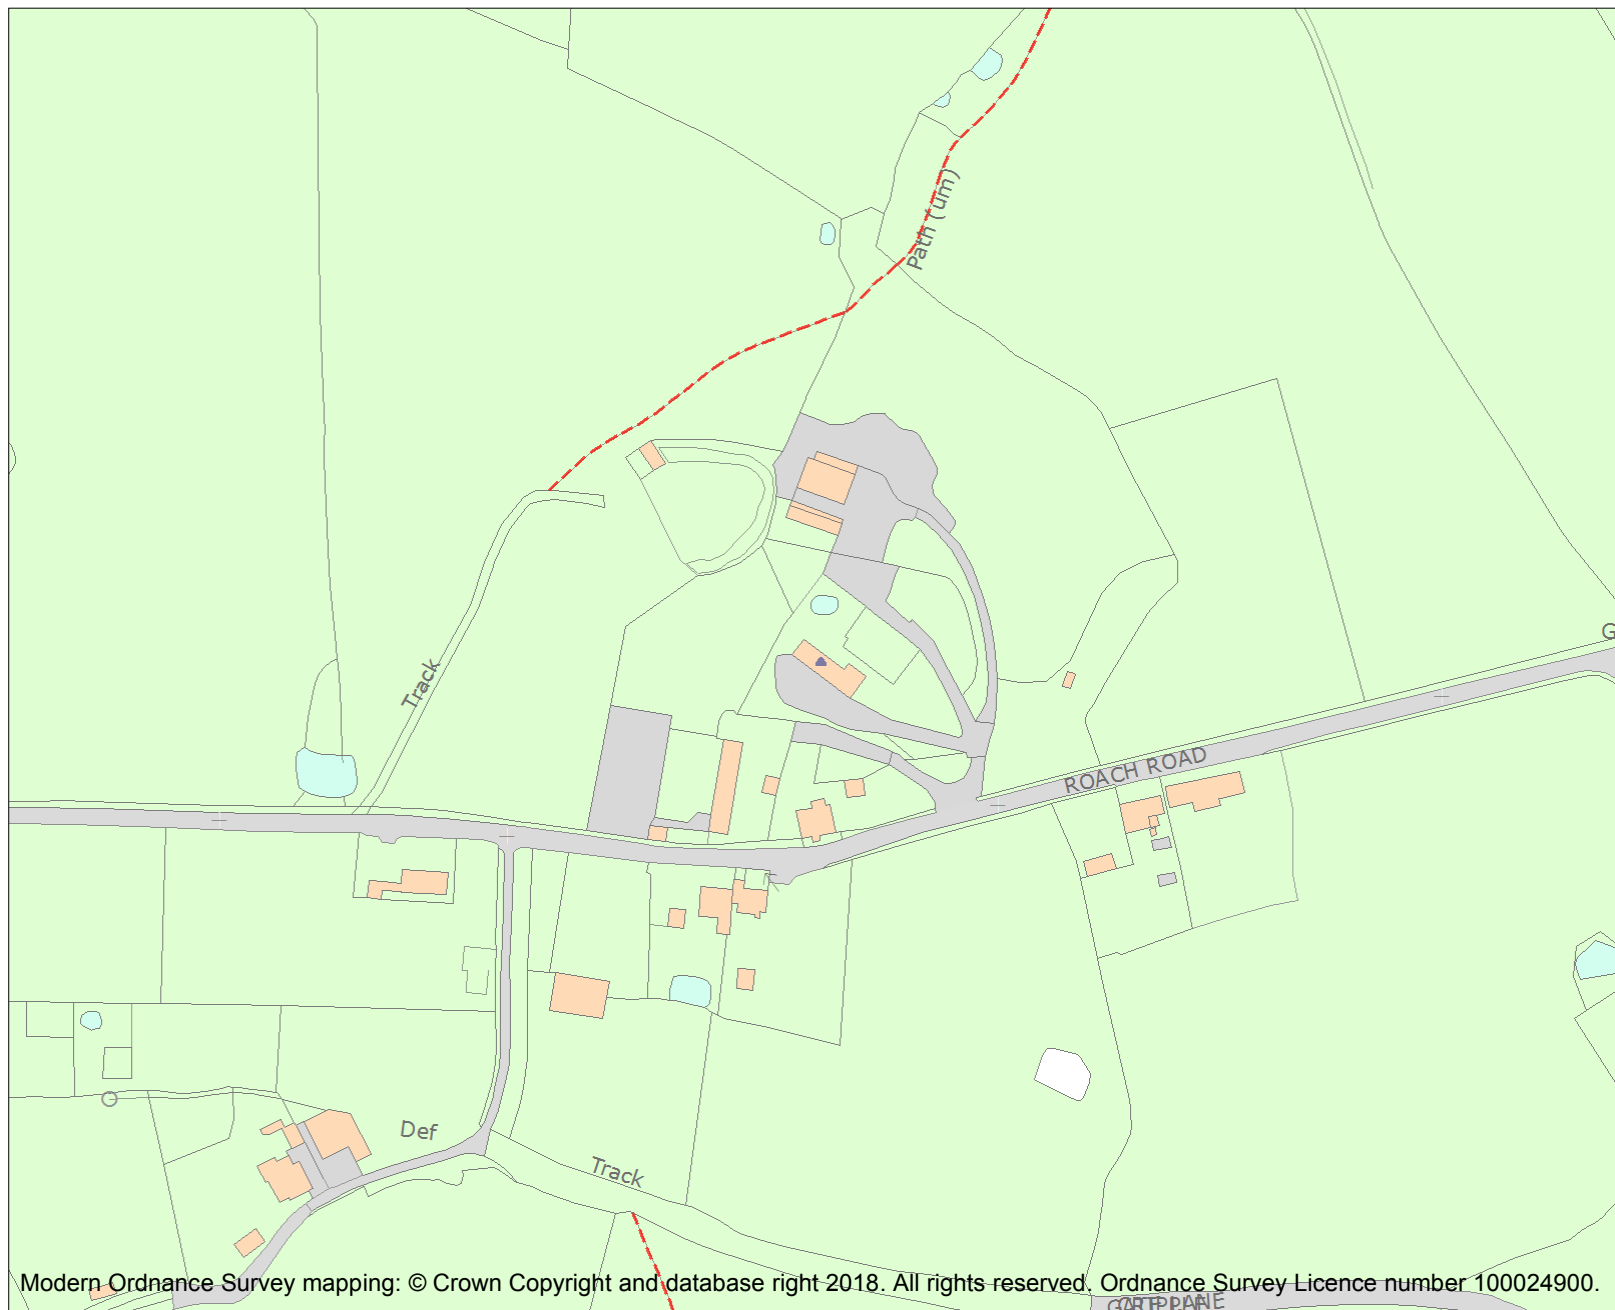 Path (um)
G
Track
ROACH ROAD
Def
Track
Modern Ordnance Survey mapping: © Crown Copyright and database right 2018. All rights reserved. Ordnance Survey Licence number 100024900.
LANE